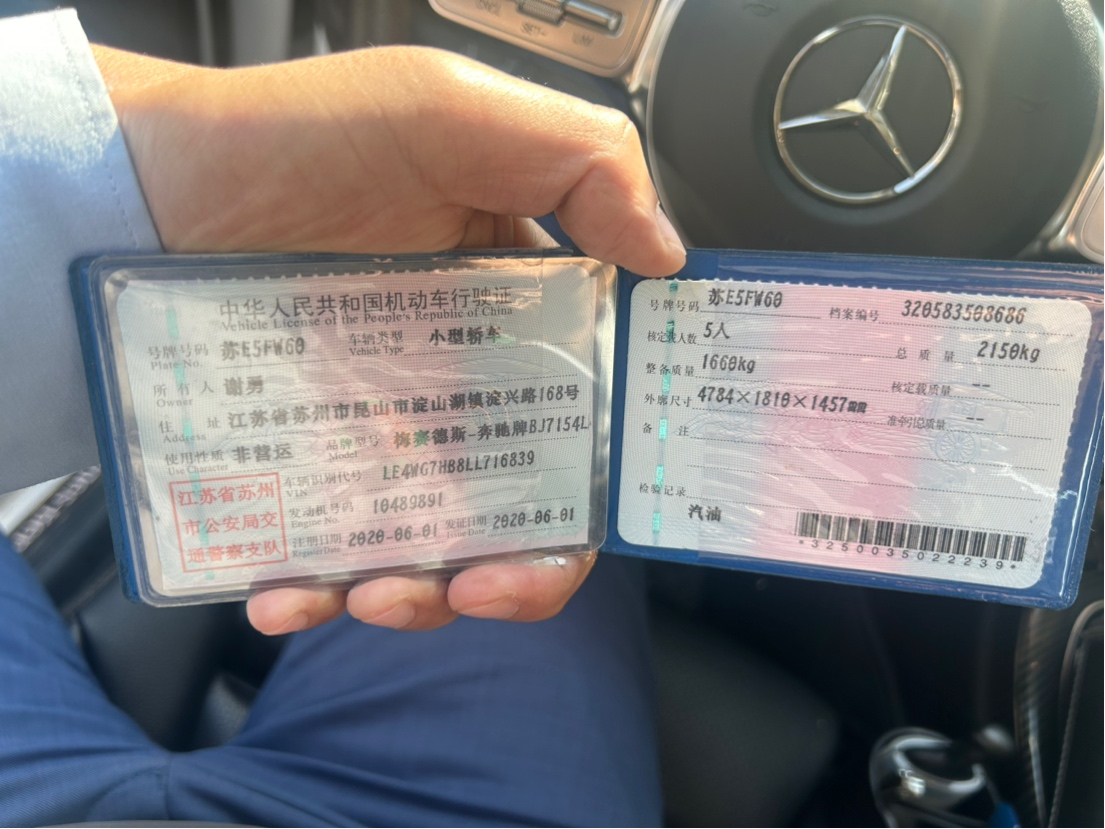 中华人民共和国机动车行驶证
Vehicle License of the People's Republic of China
号牌号码 苏E5FW60 车辆类型 小型轿车
Plate No. Vehicle Type
所有人 谢勇
Owner
住址 江苏省苏州市昆山市淀山湖镇淀兴路168号
Address
使用性质 非营运 品牌型号 梅赛德斯-奔驰牌BJ7154L
Use Character Model
江苏省苏州
市公安局交
通警察支队
车辆识别代号 LE4WG7HB8LL716839
VIN
发动机号码 10489891
Engine No.
注册日期 2020-06-01 发证日期 2020-06-01
Register Date Issue Date
号牌号码 苏E5FW60 档案编号 320583508686
核定载人数 5人 总质量 2150kg
整备质量 1660kg 核定载质量 --
外廓尺寸 4784×1810×1457 准牵引总质量 --
备注
检验记录
汽油
*3250035022239*